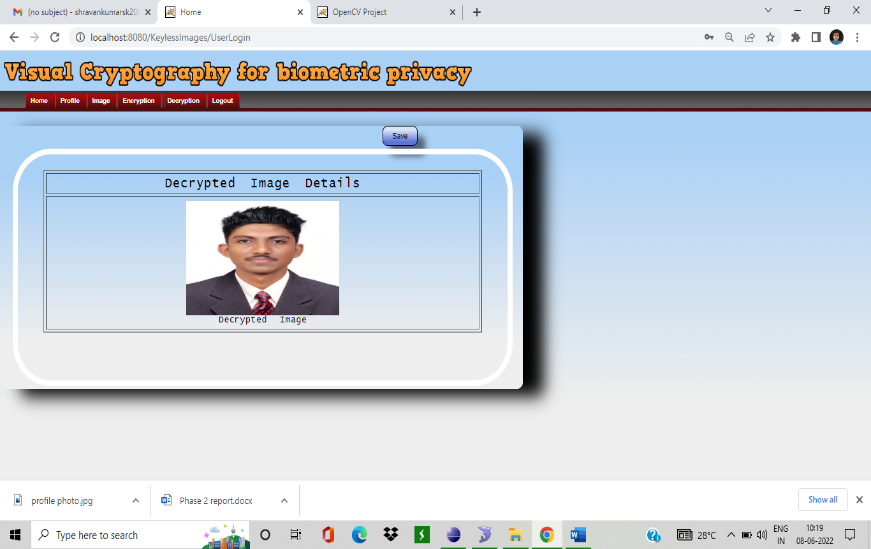 (no subject) - shravankumarsk20
Home
OpenCV Project
localhost:8080/KeylessImages/UserLogin
Visual Cryptography for biometric privacy
Home Profile Image Encryption Decryption Logout
Save
Decrypted Image Details
Decrypted Image
profile photo.jpg
Phase 2 report.docx
Show all
Type here to search
28°C
ENG
IN
10:19
08-06-2022